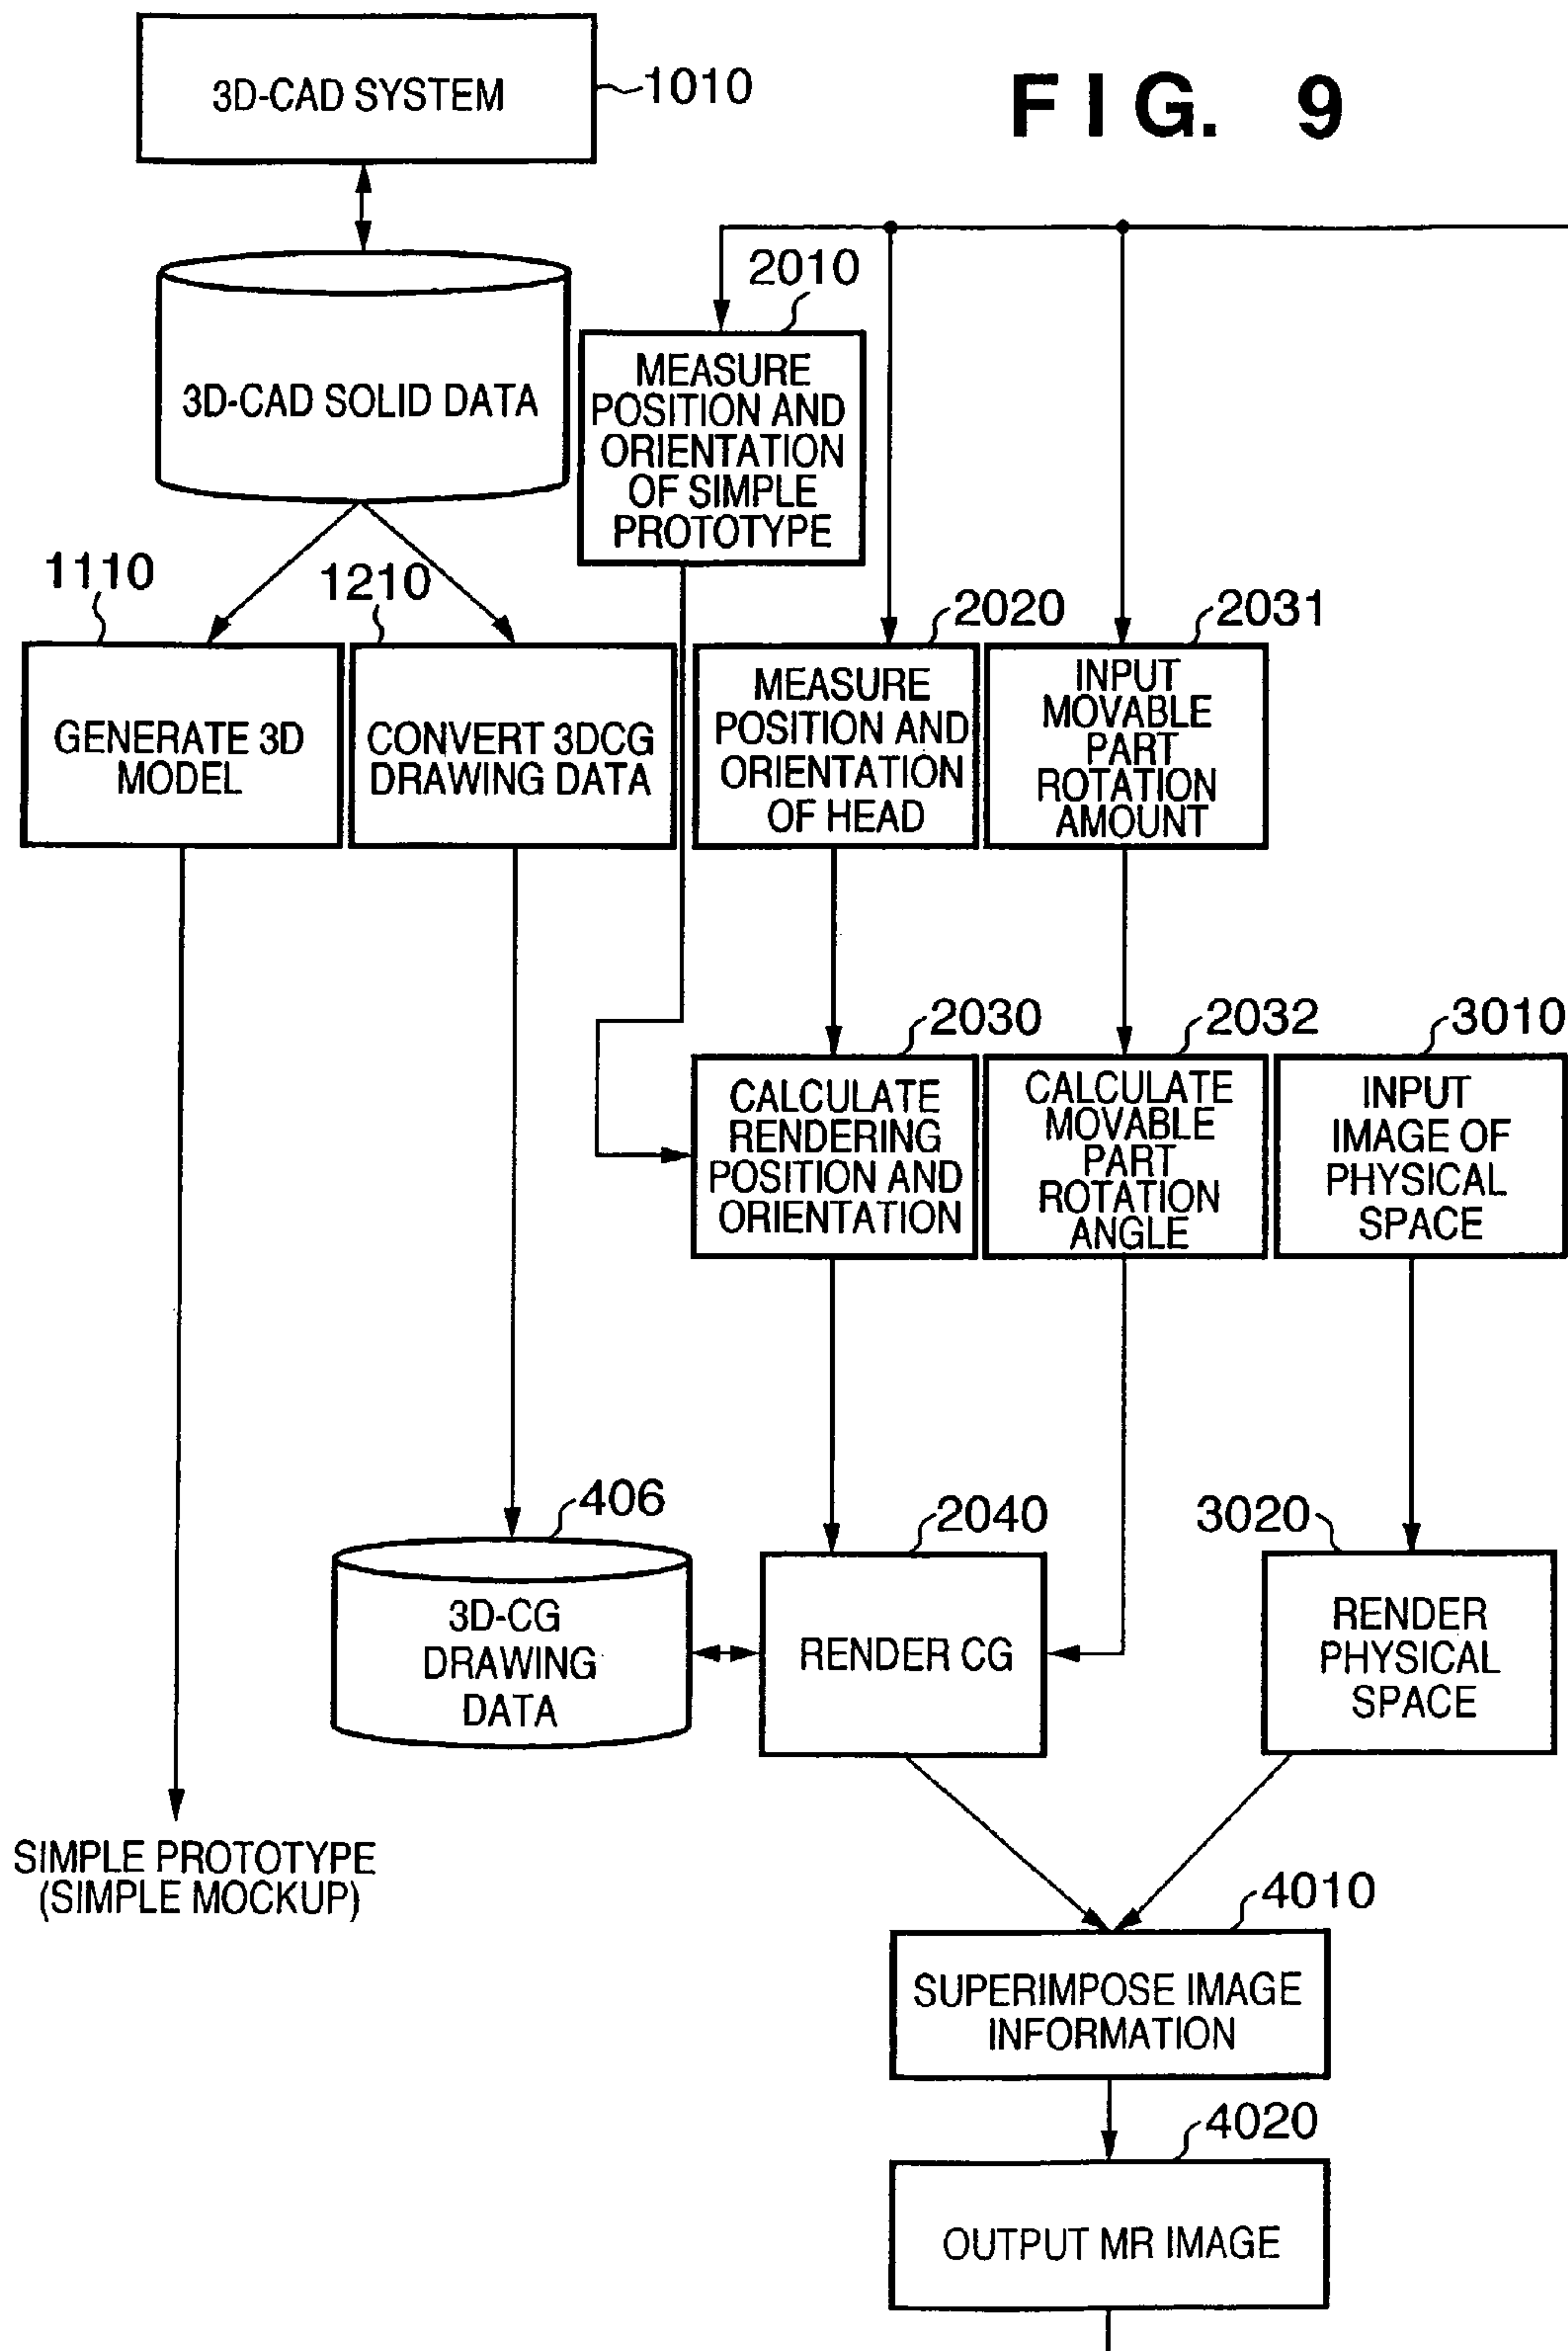 FIG. 9
3D-CAD SYSTEM
1010
3D-CAD SOLID DATA
2010
MEASURE
POSITION AND
ORIENTATION
OF SIMPLE
PROTOTYPE
1110
GENERATE 3D
MODEL
1210
CONVERT 3DCG
DRAWING DATA
2020
MEASURE
POSITION AND
ORIENTATION
OF HEAD
2031
INPUT
MOVABLE
PART
ROTATION
AMOUNT
2030
CALCULATE
RENDERING
POSITION AND
ORIENTATION
2032
CALCULATE
MOVABLE
PART
ROTATION
ANGLE
3010
INPUT
IMAGE OF
PHYSICAL
SPACE
406
3D-CG
DRAWING
DATA
2040
RENDER CG
3020
RENDER
PHYSICAL
SPACE
SIMPLE PROTOTYPE
(SIMPLE MOCKUP)
4010
SUPERIMPOSE IMAGE
INFORMATION
4020
OUTPUT MR IMAGE